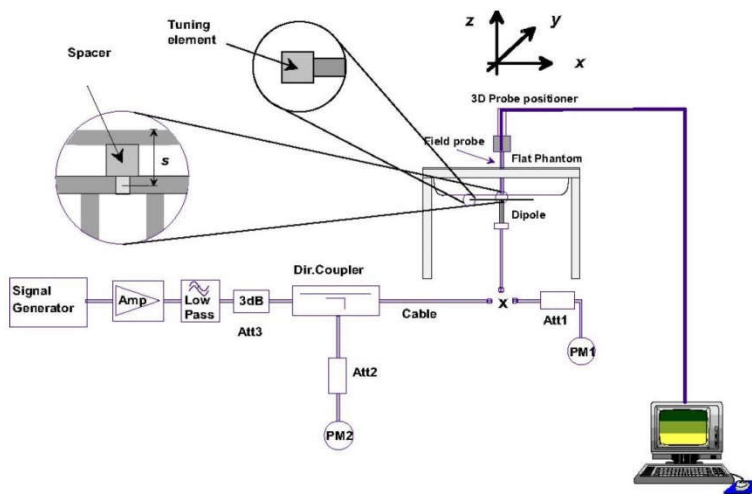 Tuning
element
Spacer
s
z
y
x
3D Probe positioner
Field probe
Flat Phantom
Dipole
Dir.Coupler
Signal
Generator
Amp
Low
Pass
3dB
Att3
Cable
x
Att1
PM1
Att2
PM2